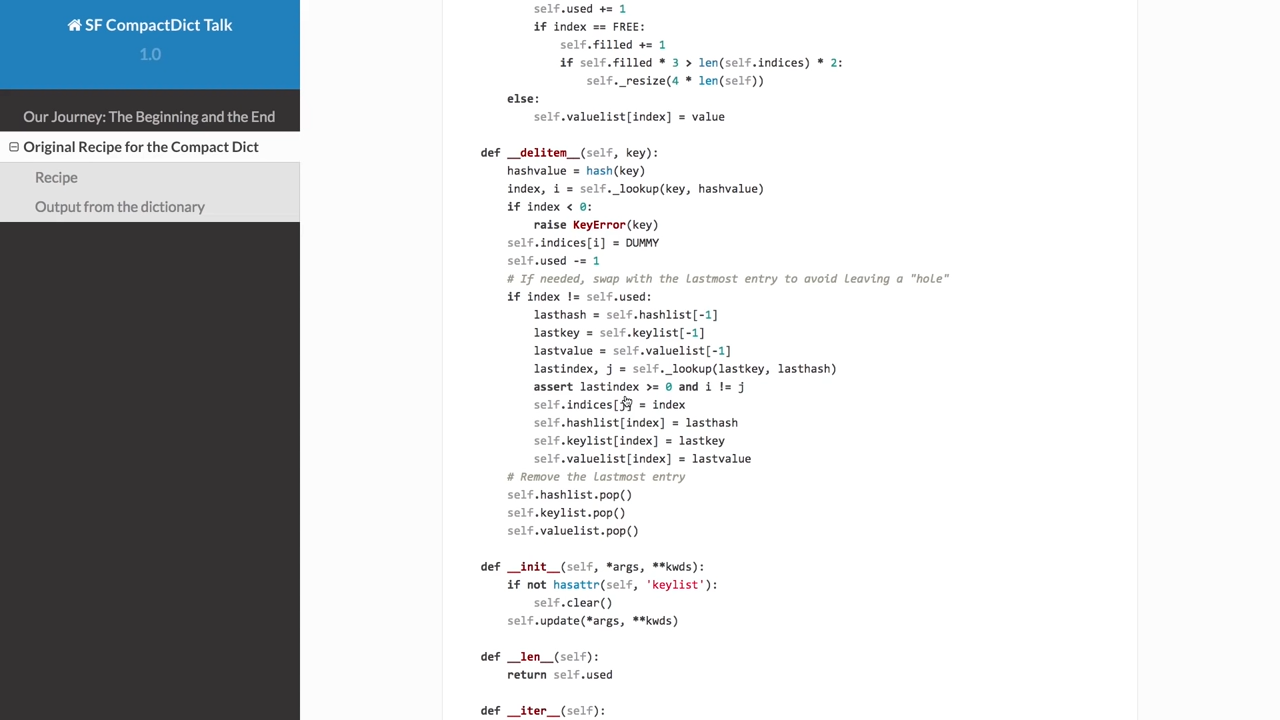 SF CompactDict Talk
1.0
Our Journey: The Beginning and the End
Original Recipe for the Compact Dict
Recipe
Output from the dictionary
self.used += 1
if index == FREE:
self.filled += 1
if self.filled * 3 > len(self.indices) * 2:
self._resize(4 * len(self))
else:
self.valuelist[index] = value
def __delitem__(self, key):
hashvalue = hash(key)
index, i = self._lookup(key, hashvalue)
if index < 0:
raise KeyError(key)
self.indices[i] = DUMMY
self.used -= 1
# If needed, swap with the lastmost entry to avoid leaving a "hole"
if index != self.used:
lasthash = self.hashlist[-1]
lastkey = self.keylist[-1]
lastvalue = self.valuelist[-1]
lastindex, j = self._lookup(lastkey, lasthash)
assert lastindex >= 0 and i != j
self.indices[j] = index
self.hashlist[index] = lasthash
self.keylist[index] = lastkey
self.valuelist[index] = lastvalue
# Remove the lastmost entry
self.hashlist.pop()
self.keylist.pop()
self.valuelist.pop()
def __init__(self, *args, **kwds):
if not hasattr(self, 'keylist'):
self.clear()
self.update(*args, **kwds)
def __len__(self):
return self.used
def __iter__(self):